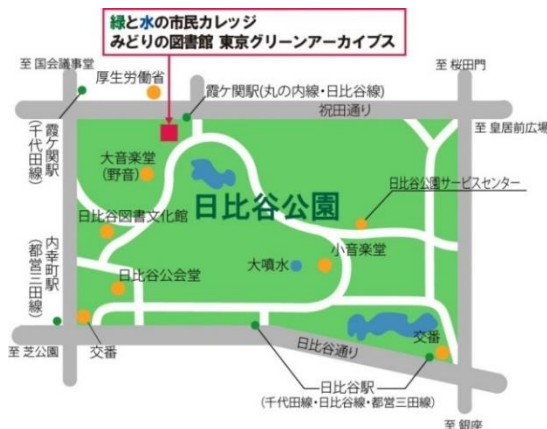 緑と水の市民カレッジ
みどりの図書館 東京グリーンアーカイブス
至 国会議事堂
厚生労働省
霞ケ関駅(丸の内線・日比谷線)
祝田通り
至 桜田門
至 皇居前広場
霞ケ関駅
(千代田線)
大音楽堂
(野音)
日比谷公園
日比谷公園サービスセンター
日比谷図書文化館
内幸町駅
(都営三田線)
小音楽堂
大噴水
日比谷公会堂
至 芝公園
交番
日比谷通り
交番
日比谷駅
(千代田線・日比谷線・都営三田線)
至 銀座